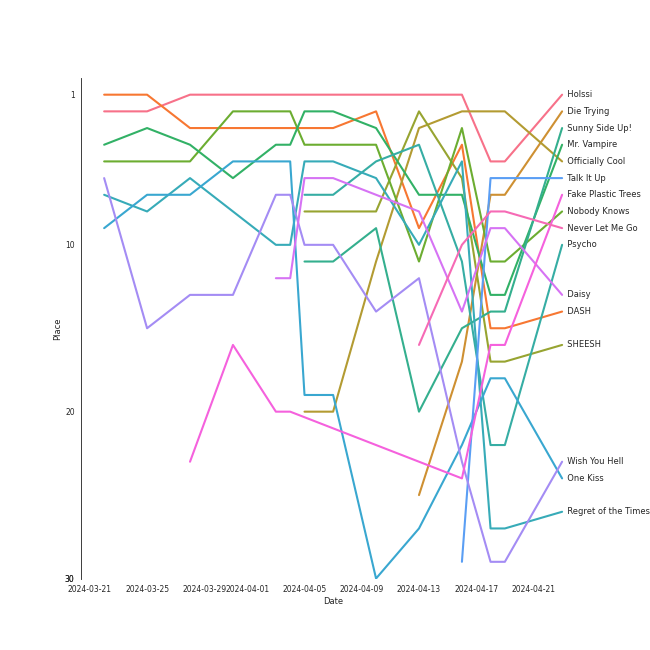 1
10
20
30
Place
2024-03-21
2024-03-25
2024-03-29
2024-04-01
2024-04-05
2024-04-09
2024-04-13
2024-04-17
2024-04-21
Date
Holssi
Die Trying
Sunny Side Up!
Mr. Vampire
Officially Cool
Talk It Up
Fake Plastic Trees
Nobody Knows
Never Let Me Go
Psycho
Daisy
DASH
SHEESH
Wish You Hell
One Kiss
Regret of the Times